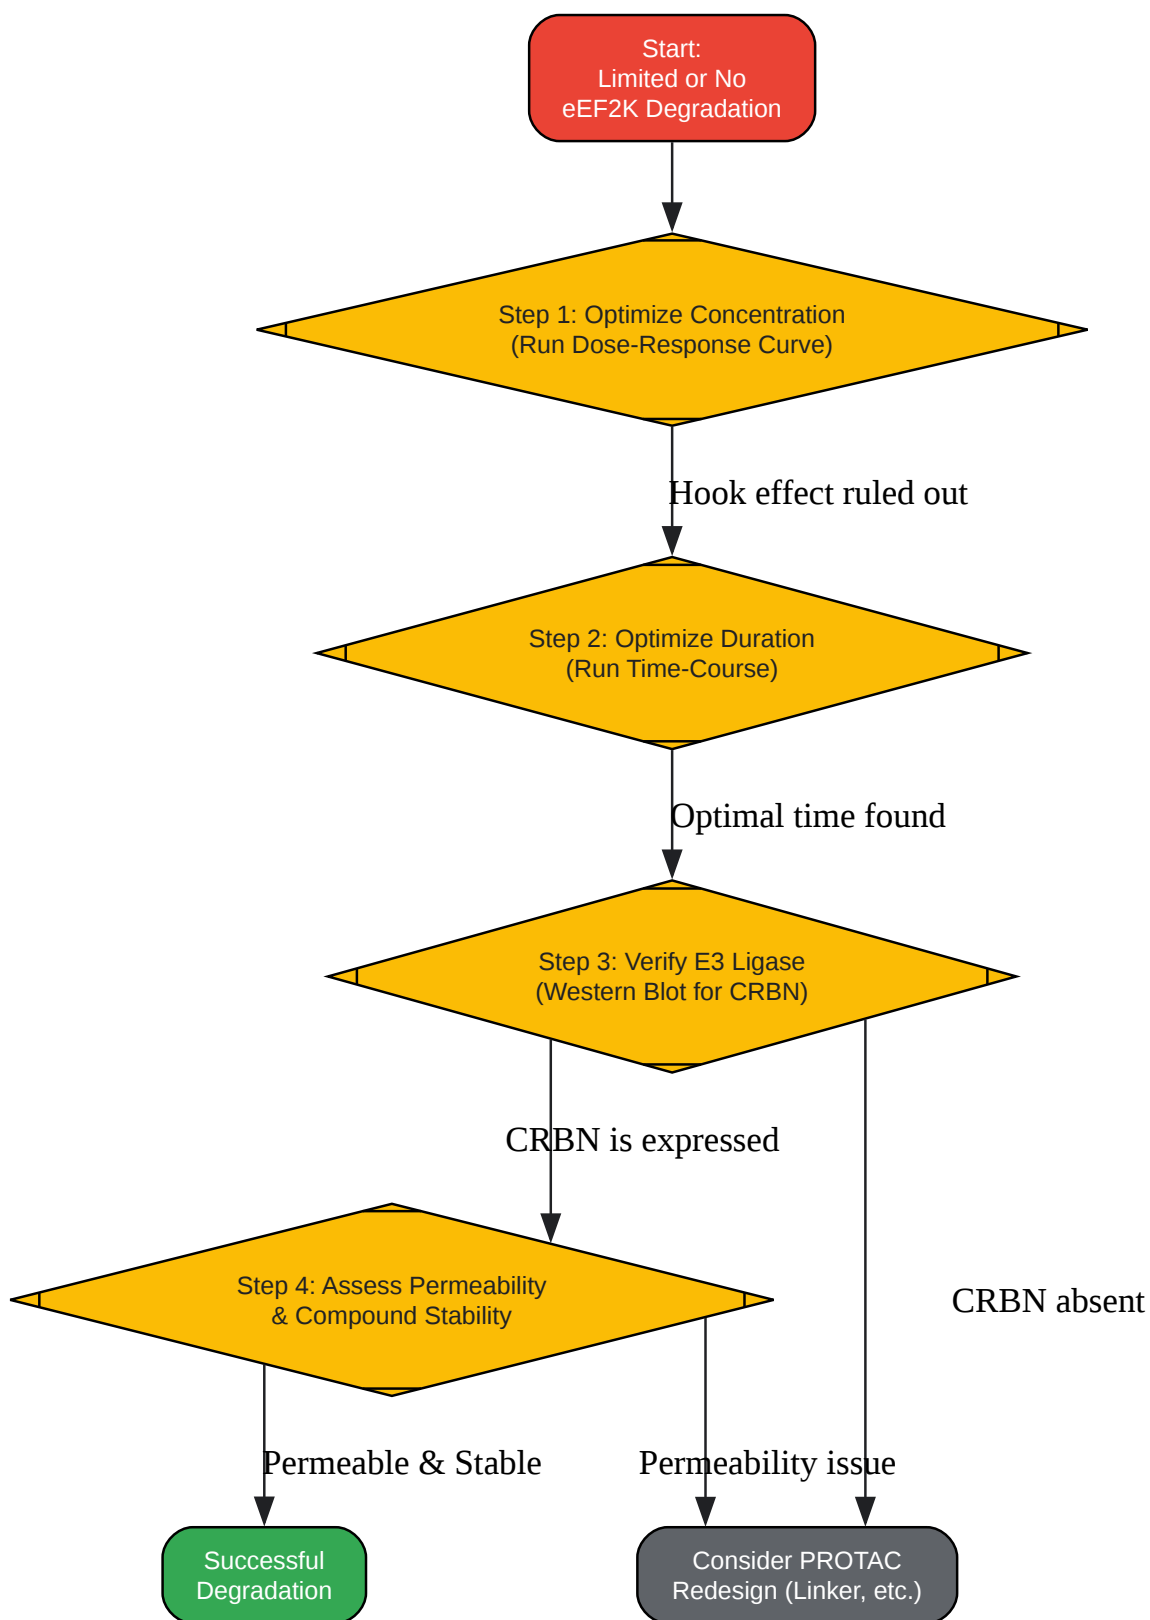 Start:
Limited or No
eEF2K Degradation
Step 1: Optimize Concentration
(Run Dose-Response Curve)
Hook effect ruled out
Step 2: Optimize Duration
(Run Time-Course)
Optimal time found
Step 3: Verify E3 Ligase
(Western Blot for CRBN)
CRBN is expressed
Step 4: Assess Permeability
& Compound Stability
CRBN absent
Permeable & Stable
Permeability issue
Successful
Degradation
Consider PROTAC
Redesign (Linker, etc.)